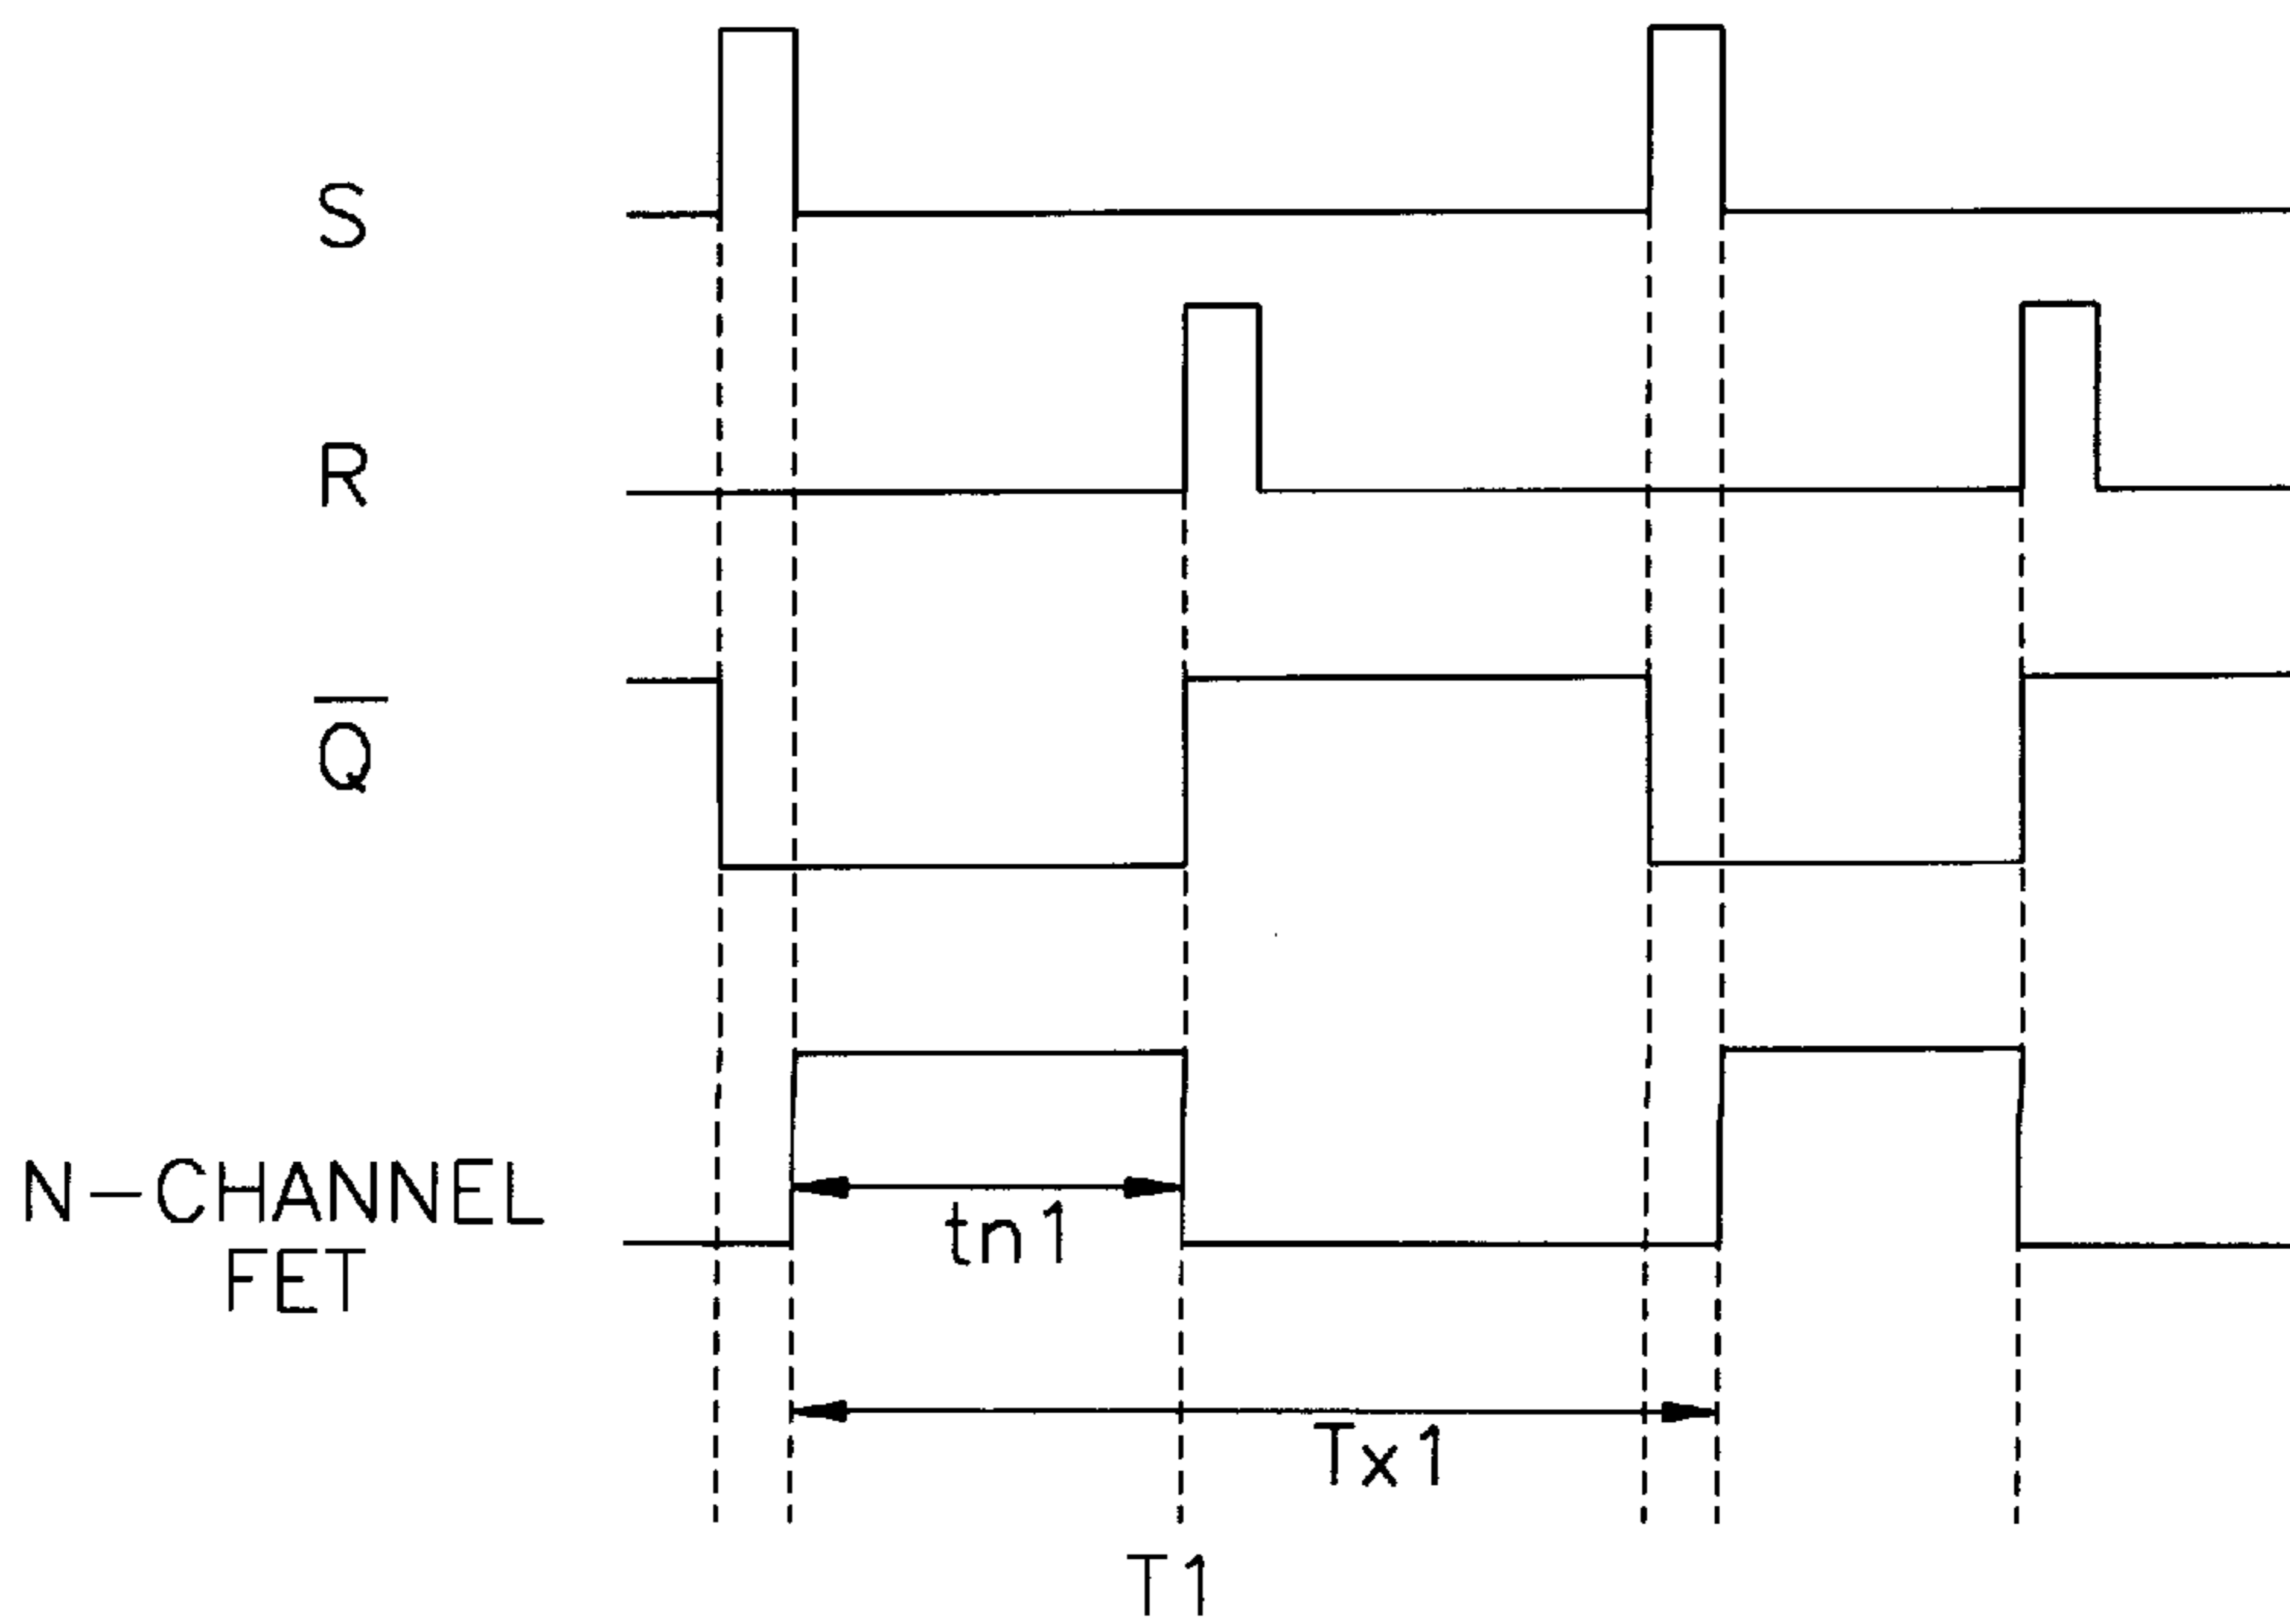 S
R
Q̅
N-CHANNEL
FET
tn1
Tx1
T1